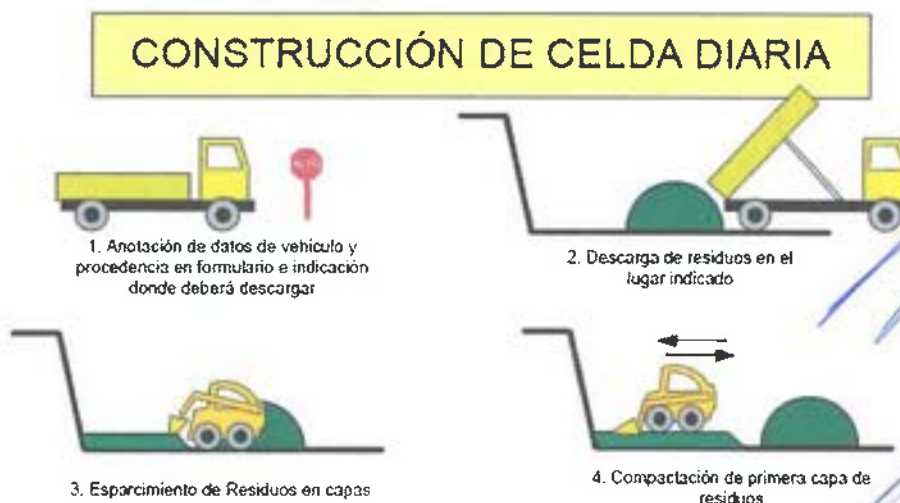 CONSTRUCCIÓN DE CELDA DIARIA
ALTO
1. Anotación de datos de vehículo y
procedencia en formulario e indicación
donde deberá descargar
2. Descarga de residuos en el
lugar indicado
3. Esparcimiento de Residuos en capas
4. Compactación de primera capa de
residuos